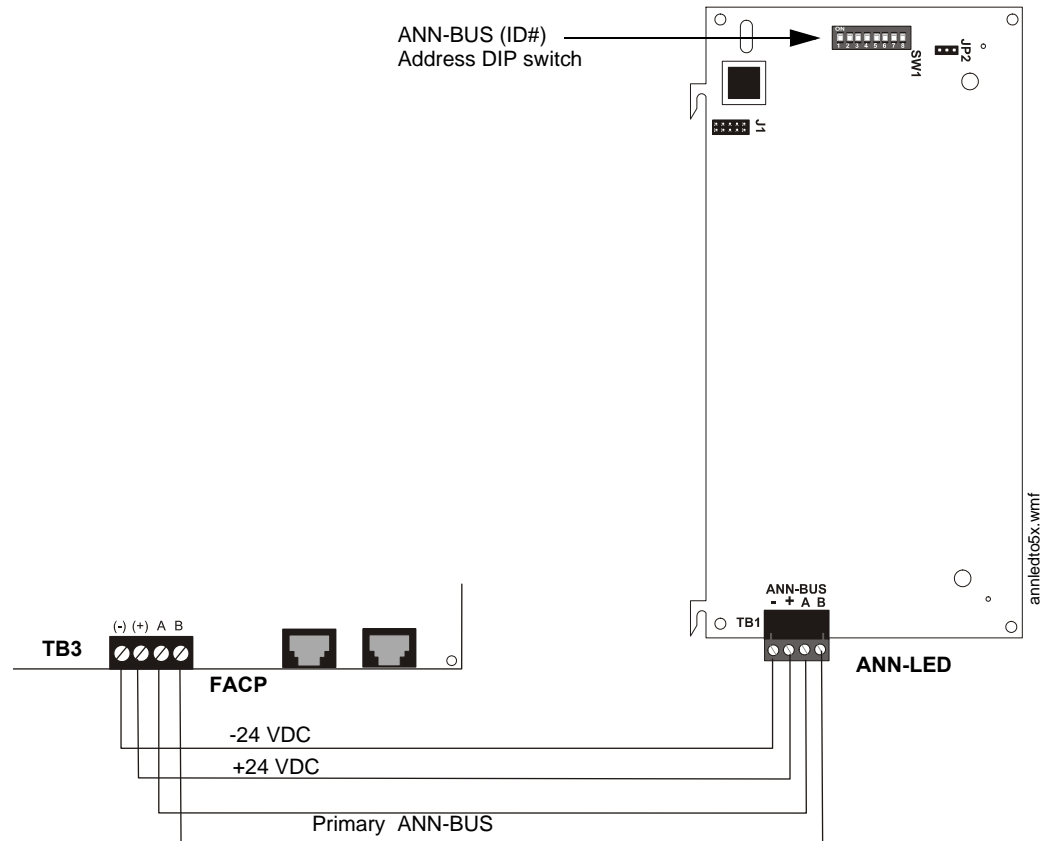 ANN-BUS (ID#)
Address DIP switch
ON
1 2 3 4 5 6 7 8
SW1
JP2
J1
annledto5x.wmf
ANN-BUS
- + A B
TB1
ANN-LED
(-) (+) A B
TB3
FACP
-24 VDC
+24 VDC
Primary ANN-BUS